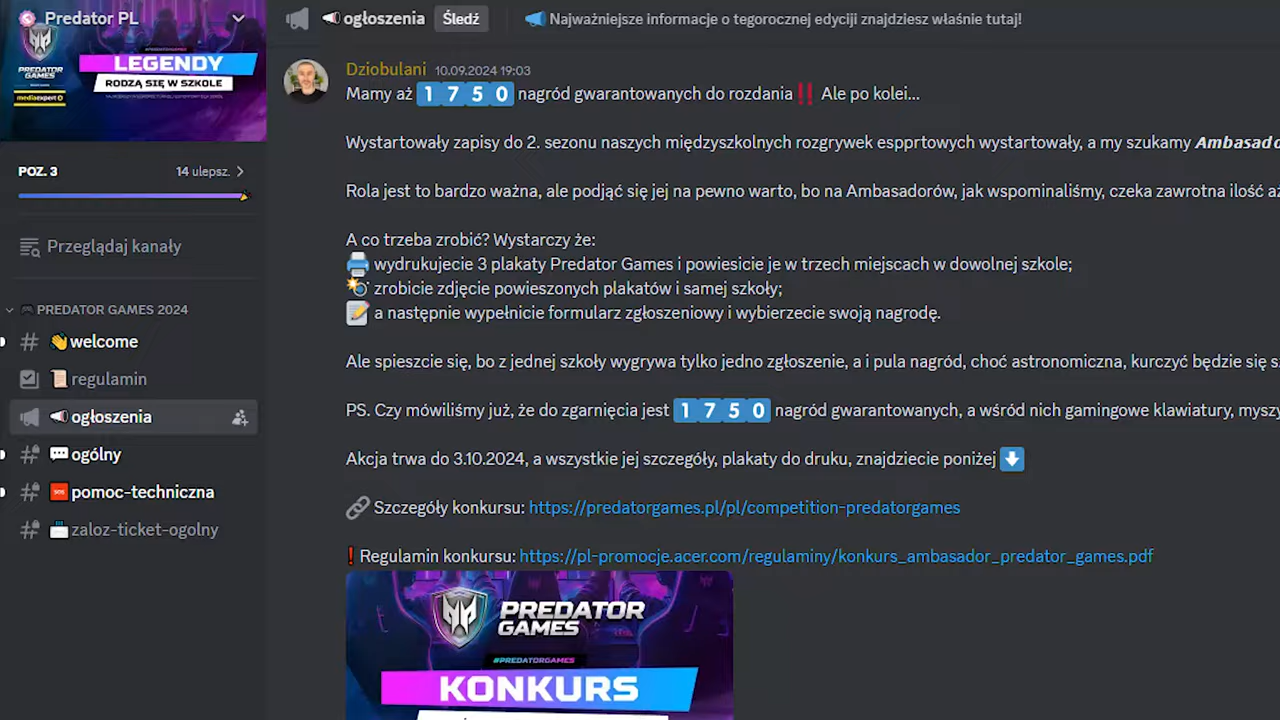 Predator PL
#PREDATORGAMES
PREDATOR
GAMES
LEGENDY
RODZĄ SIĘ W SZKOLE
mediaexpert
POZ. 3
14 ulepsz.
Przeglądaj kanały
PREDATOR GAMES 2024
welcome
regulamin
ogłoszenia
ogólny
pomoc-techniczna
zaloz-ticket-ogolny
ogłoszenia Śledź Najważniejsze informacje o tegorocznej edyciji znajdziesz właśnie tutaj!
Dziobulani 10.09.2024 19:03
Mamy aż 1 7 5 0 nagród gwarantowanych do rozdania ‼️ Ale po kolei...
Wystartowały zapisy do 2. sezonu naszych międzyszkolnych rozgrywek espprtowych wystartowały, a my szukamy Ambasado
Rola jest to bardzo ważna, ale podjąć się jej na pewno warto, bo na Ambasadorów, jak wspominaliśmy, czeka zawrotna ilość aż
A co trzeba zrobić? Wystarczy że:
wydrukujecie 3 plakaty Predator Games i powiesicie je w trzech miejscach w dowolnej szkole;
zrobicie zdjęcie powieszonych plakatów i samej szkoły;
a następnie wypełnicie formularz zgłoszeniowy i wybierzecie swoją nagrodę.
Ale spieszcie się, bo z jednej szkoły wygrywa tylko jedno zgłoszenie, a i pula nagród, choć astronomiczna, kurczyć będzie się s
PS. Czy mówiliśmy już, że do zgarnięcia jest 1 7 5 0 nagród gwarantowanych, a wśród nich gamingowe klawiatury, myszy
Akcja trwa do 3.10.2024, a wszystkie jej szczegóły, plakaty do druku, znajdziecie poniżej
Szczegóły konkursu: https://predatorgames.pl/pl/competition-predatorgames
❗Regulamin konkursu: https://pl-promocje.acer.com/regulaminy/konkurs_ambasador_predator_games.pdf
PREDATOR
GAMES
#PREDATORGAMES
KONKURS